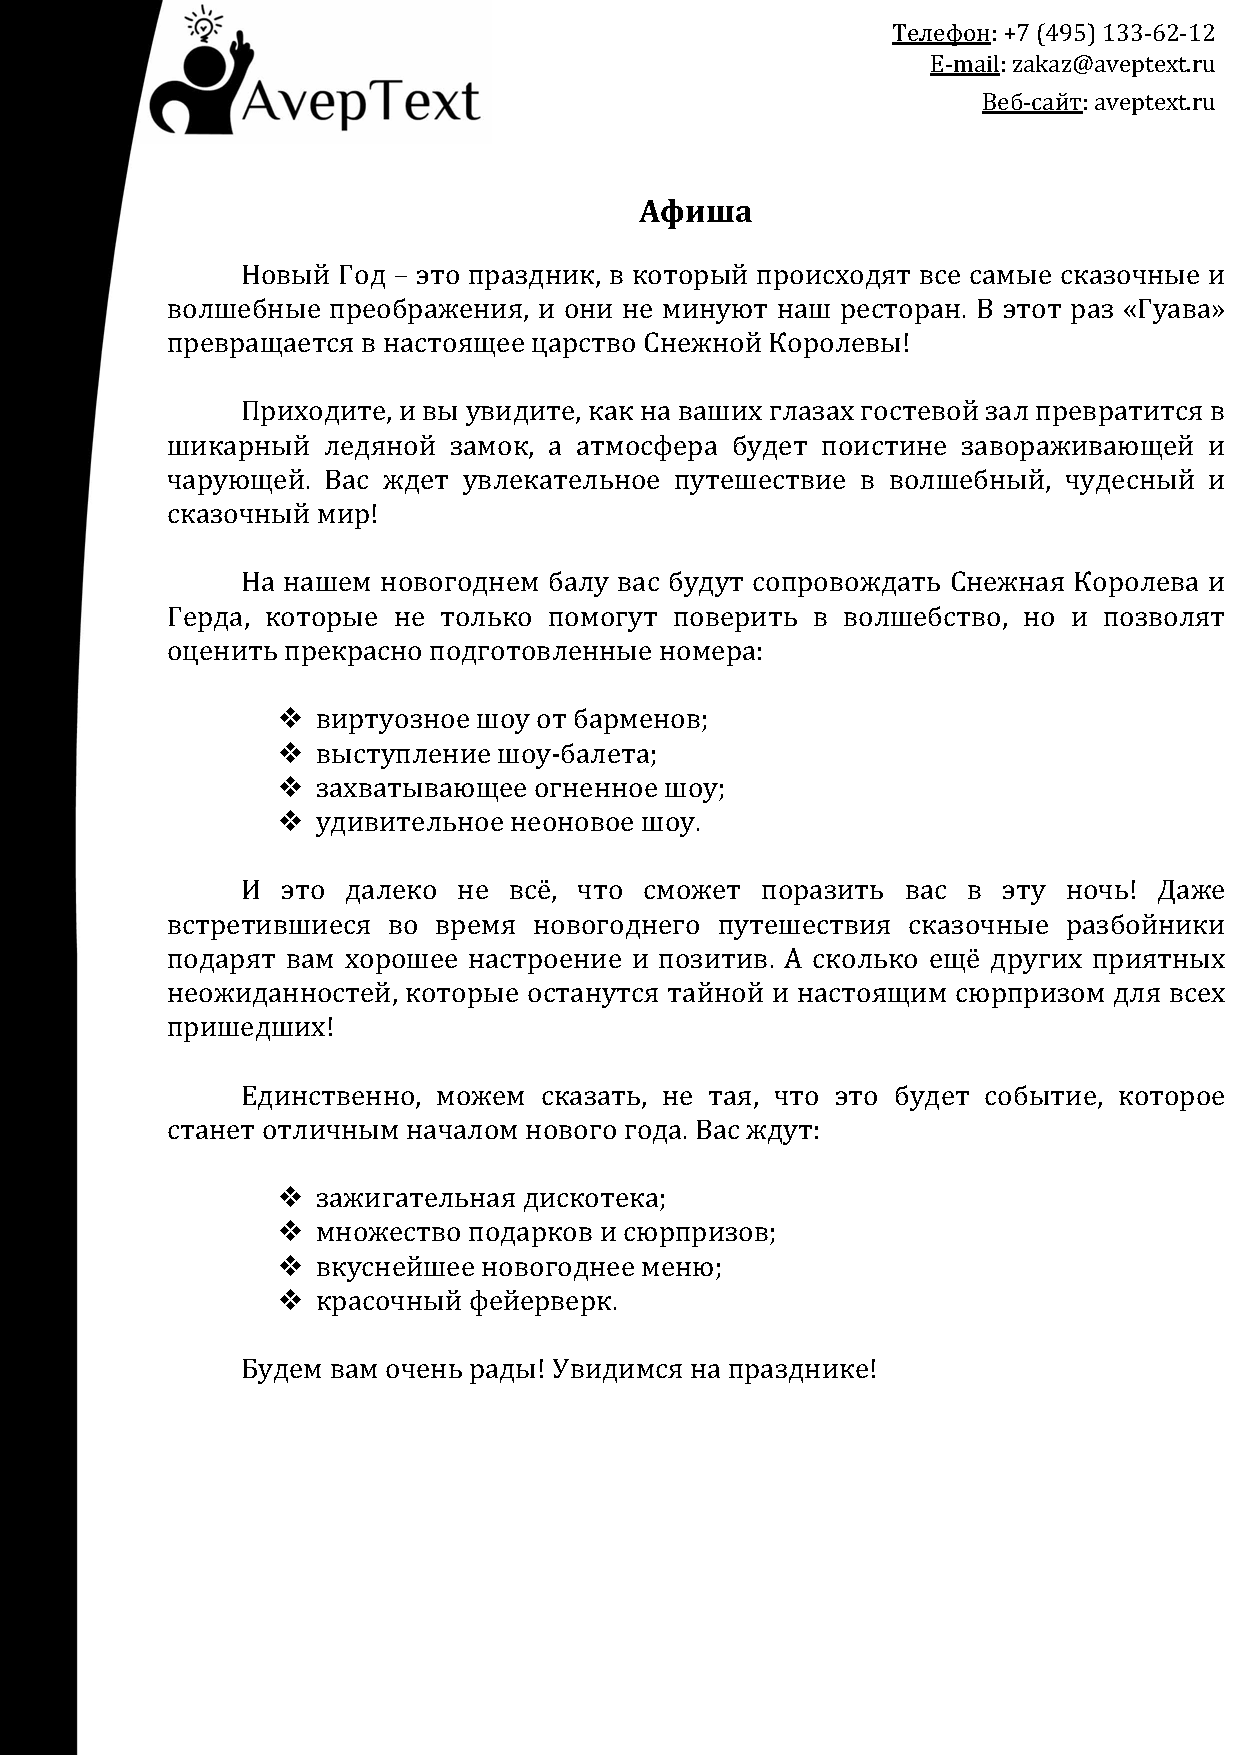 AvepText
Телефон: +7 (495) 133-62-12
E-mail: zakaz@aveptext.ru
Веб-сайт: aveptext.ru
Афиша
Новый Год – это праздник, в который происходят все самые сказочные и
волшебные преображения, и они не минуют наш ресторан. В этот раз «Гуава»
превращается в настоящее царство Снежной Королевы!
Приходите, и вы увидите, как на ваших глазах гостевой зал превратится в
шикарный ледяной замок, а атмосфера будет поистине завораживающей и
чарующей. Вас ждет увлекательное путешествие в волшебный, чудесный и
сказочный мир!
На нашем новогоднем балу вас будут сопровождать Снежная Королева и
Герда, которые не только помогут поверить в волшебство, но и позволят
оценить прекрасно подготовленные номера:
❖ виртуозное шоу от барменов;
❖ выступление шоу-балета;
❖ захватывающее огненное шоу;
❖ удивительное неоновое шоу.
И это далеко не всё, что сможет поразить вас в эту ночь! Даже
встретившиеся во время новогоднего путешествия сказочные разбойники
подарят вам хорошее настроение и позитив. А сколько ещё других приятных
неожиданностей, которые останутся тайной и настоящим сюрпризом для всех
пришедших!
Единственно, можем сказать, не тая, что это будет событие, которое
станет отличным началом нового года. Вас ждут:
❖ зажигательная дискотека;
❖ множество подарков и сюрпризов;
❖ вкуснейшее новогоднее меню;
❖ красочный фейерверк.
Будем вам очень рады! Увидимся на празднике!